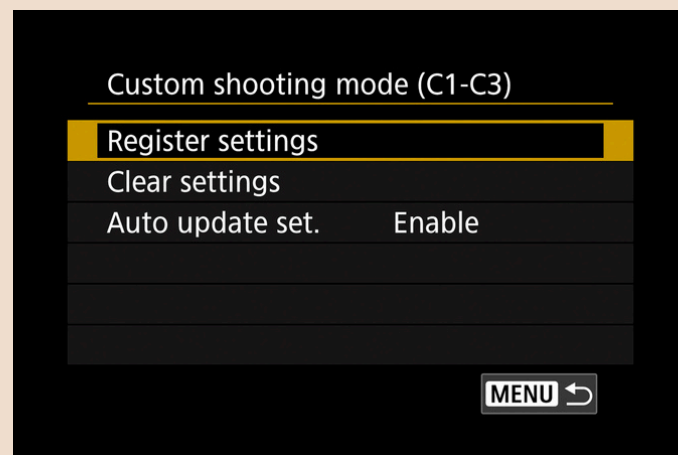 Custom shooting mode (C1-C3)
Register settings
Clear settings
Auto update set. Enable
MENU